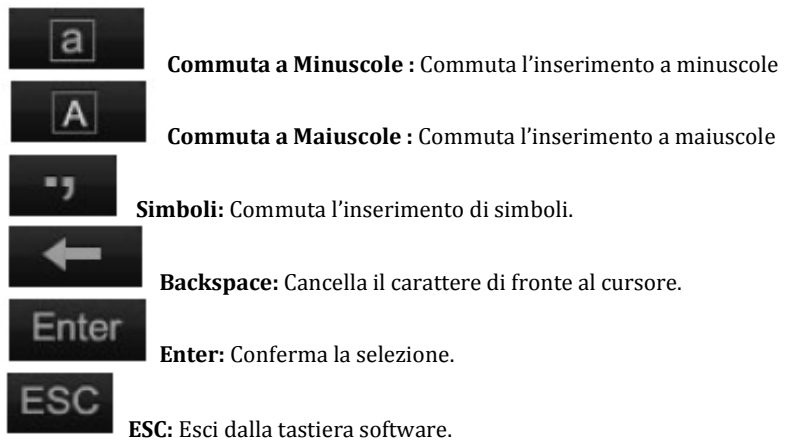 a
Commuta a Minuscole : Commuta l’inserimento a minuscole
A
Commuta a Maiuscole : Commuta l’inserimento a maiuscole
▪,
Simboli: Commuta l’inserimento di simboli.
Backspace: Cancella il carattere di fronte al cursore.
Enter
Enter: Conferma la selezione.
ESC
ESC: Esci dalla tastiera software.